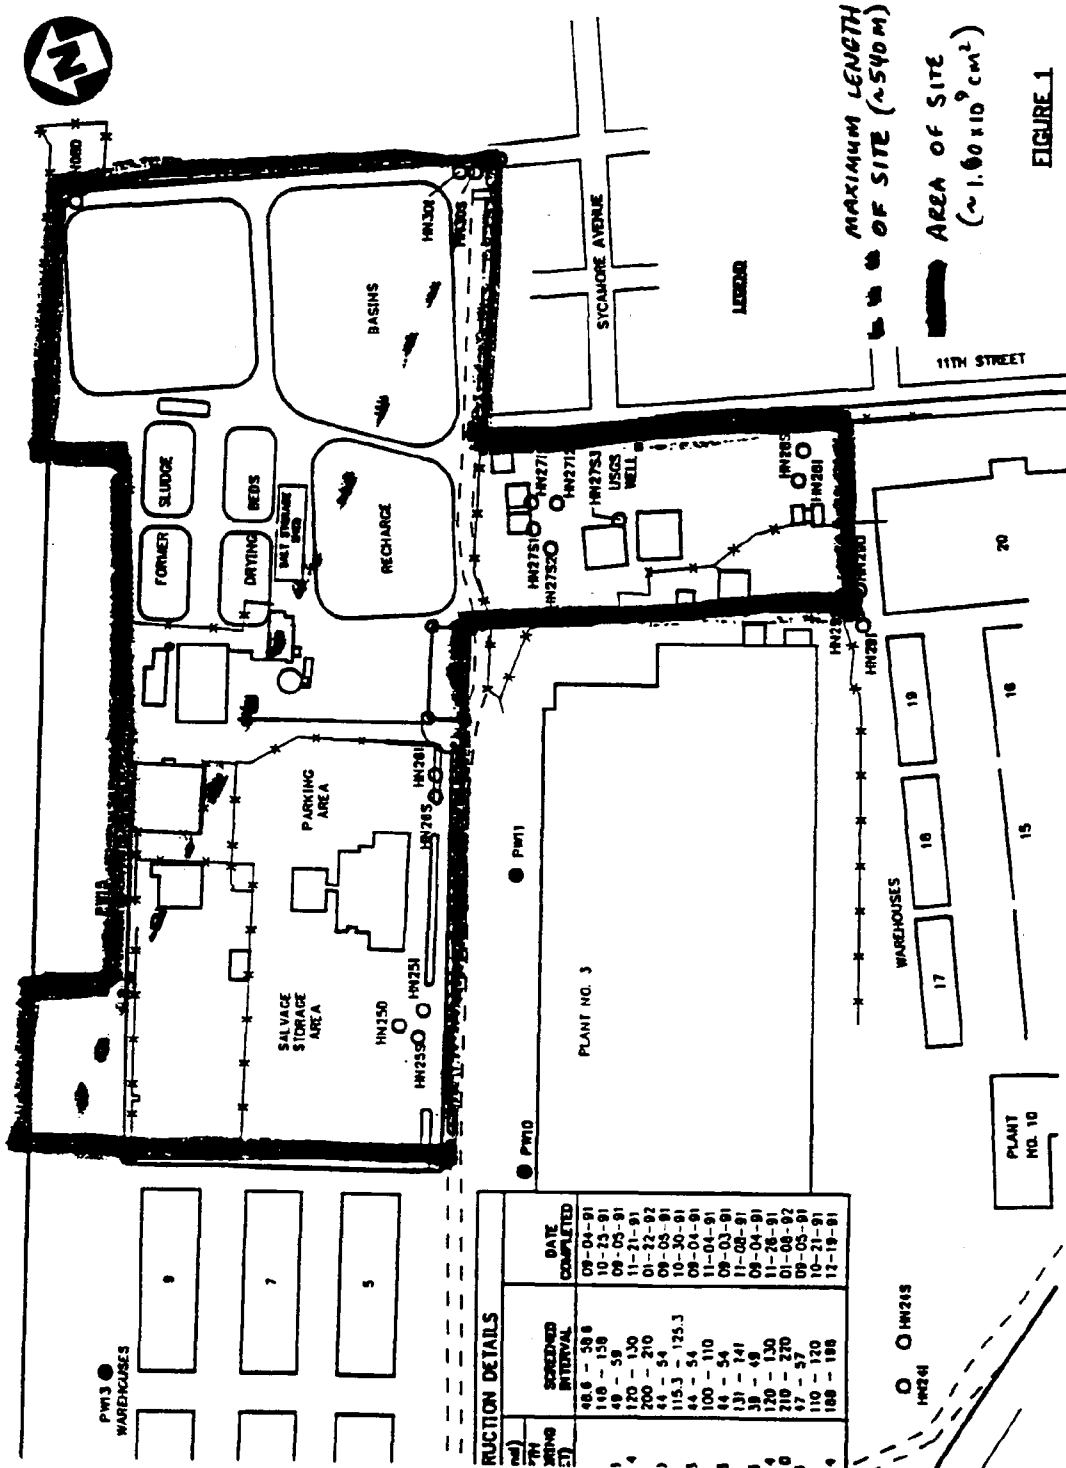 N
MAXIMUM LENGTH
OF SITE (~540 M)
AREA OF SITE
(~1.60x10⁹ cm²)
FIGURE 1
LEGEND
SYCAMORE AVENUE
11TH STREET
HN30I
HN30S
BASINS
RECHARGE
SLUDGE
BEDS
FORMER
DRYING
SALT STORAGE
SHED
HN27I
HN27S1
HN27S2
HN27S3
USGS
WELL
HN28S
HN28I
HN29D
HN29I
20
19
18
17
16
15
WAREHOUSES
PARKING
AREA
HN26I
HN26S
PW11
PW15
SALVAGE
STORAGE
AREA
HN25D
HN25I
HN25S
PLANT NO. 3
PW10
PLANT
NO. 10
9
7
5
PW13
WAREHOUSES
HN24I
HN24S
RUCTION DETAILS
SCREENED
INTERVAL
DATE
COMPLETED
48.6 - 58.6 09-04-91
148 - 158 10-25-91
49 - 59 09-05-91
120 - 130 11-21-91
200 - 210 01-22-92
44 - 54 09-05-91
115.3 - 125.3 10-30-91
44 - 54 09-04-91
100 - 110 11-04-91
44 - 54 09-03-91
131 - 141 11-08-91
39 - 49 09-04-91
120 - 130 11-26-91
210 - 220 01-08-92
47 - 57 09-05-91
110 - 120 10-21-91
188 - 198 12-19-91